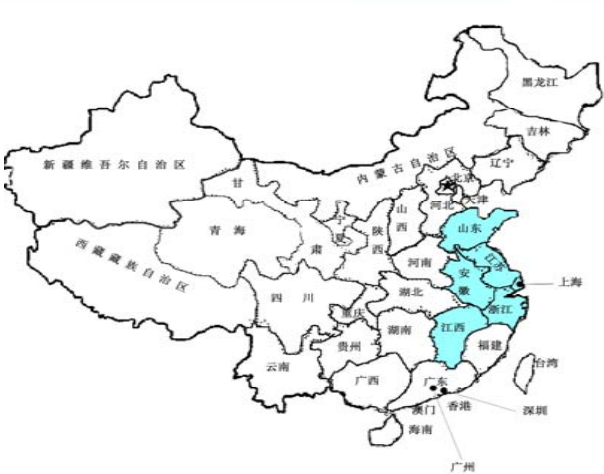 黑龙江
吉林
辽宁
内蒙古自治区
新疆维吾尔自治区
北京
天津
河北
甘
肃
宁
夏
山
西
陕
西
青海
山东
西藏藏族自治区
河南
江苏
安
徽
上海
四川
湖北
重庆
浙江
江西
湖南
贵州
福建
云南
广西
广东
台湾
澳门
香港
深圳
海南
广州